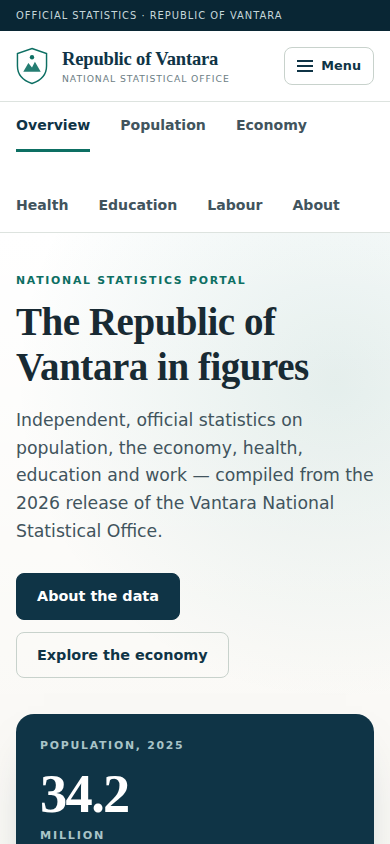 OFFICIAL STATISTICS · REPUBLIC OF VANTARA
Republic of Vantara
NATIONAL STATISTICAL OFFICE
Menu
Overview Population Economy
Health Education Labour About
NATIONAL STATISTICS PORTAL
The Republic of
Vantara in figures
Independent, official statistics on
population, the economy, health,
education and work — compiled from the
2026 release of the Vantara National
Statistical Office.
About the data
Explore the economy
POPULATION, 2025
34.2
MILLION